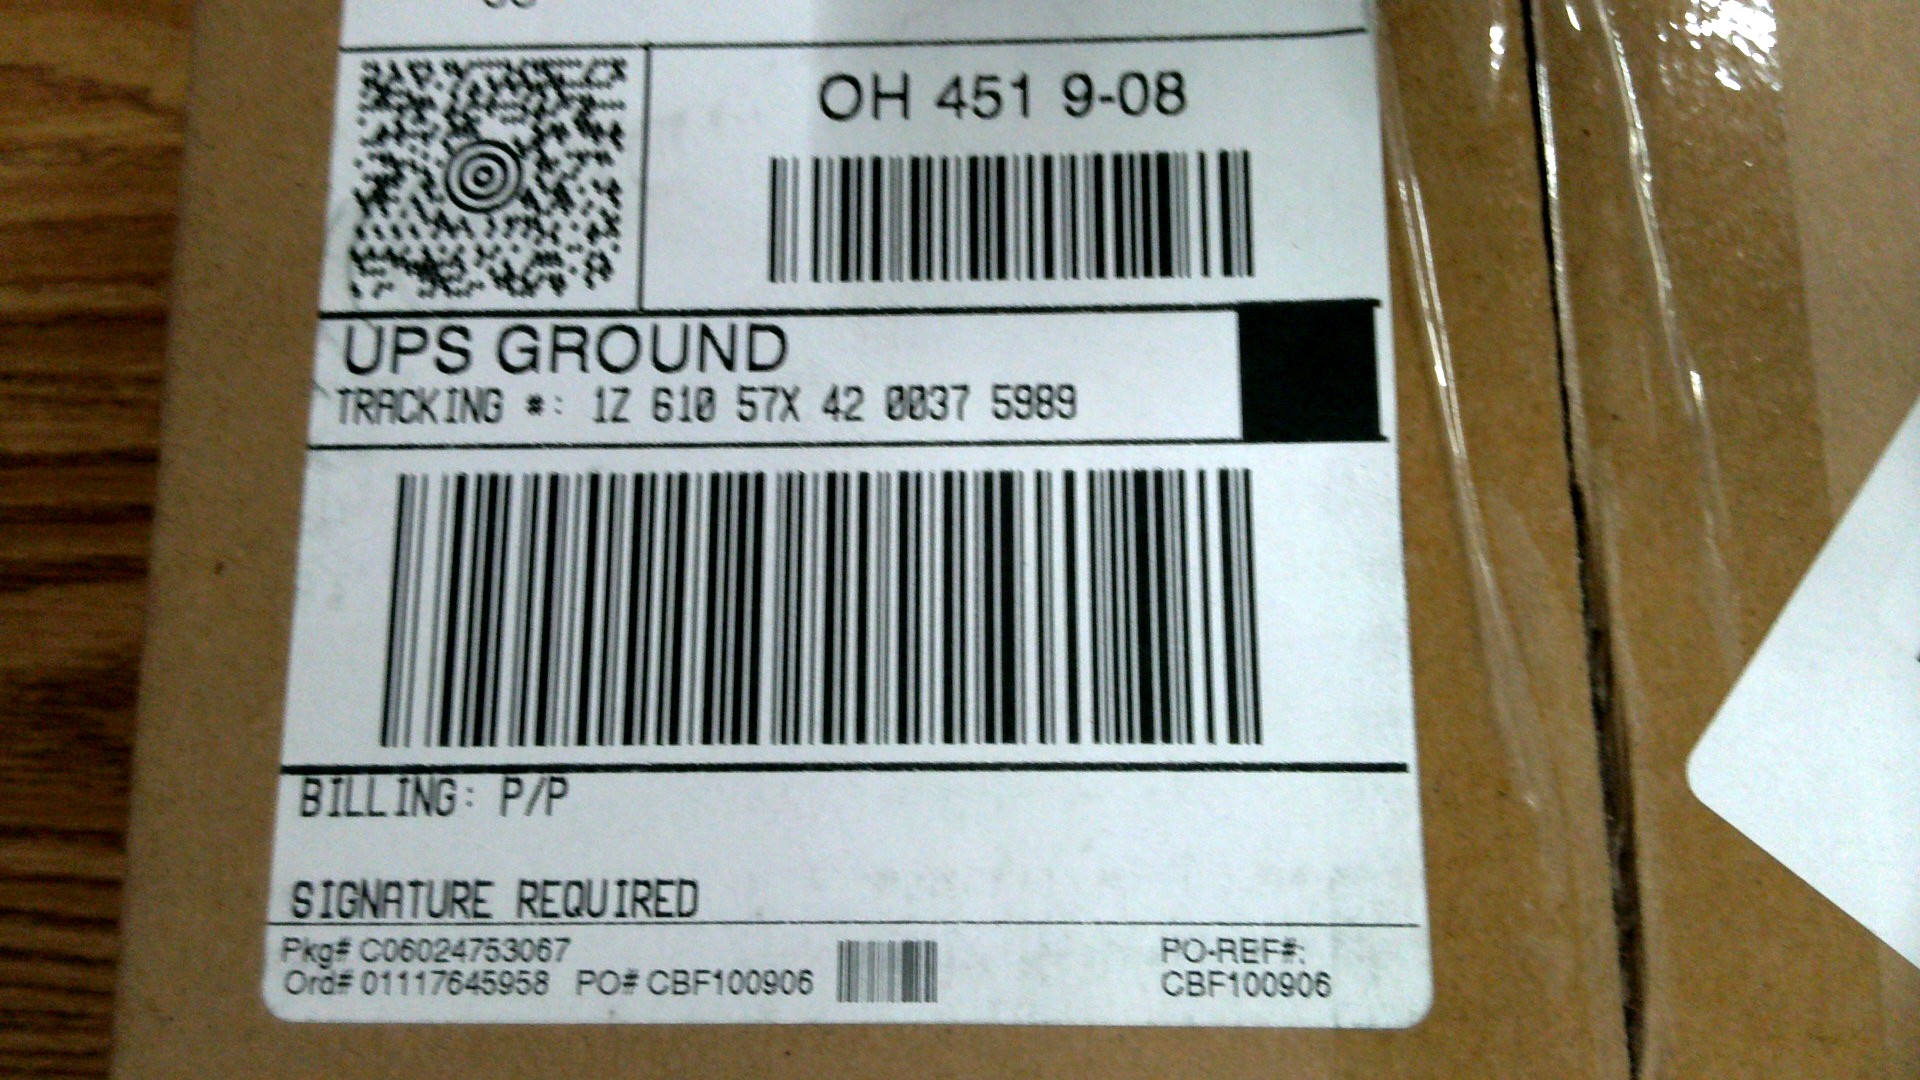 OH 451 9-08
UPS GROUND
TRACKING #: 1Z 610 57X 42 0037 5989
BILLING: P/P
SIGNATURE REQUIRED
Pkg# C06024753067
Ord# 01117645958 PO# CBF100906
PO-REF#:
CBF100906